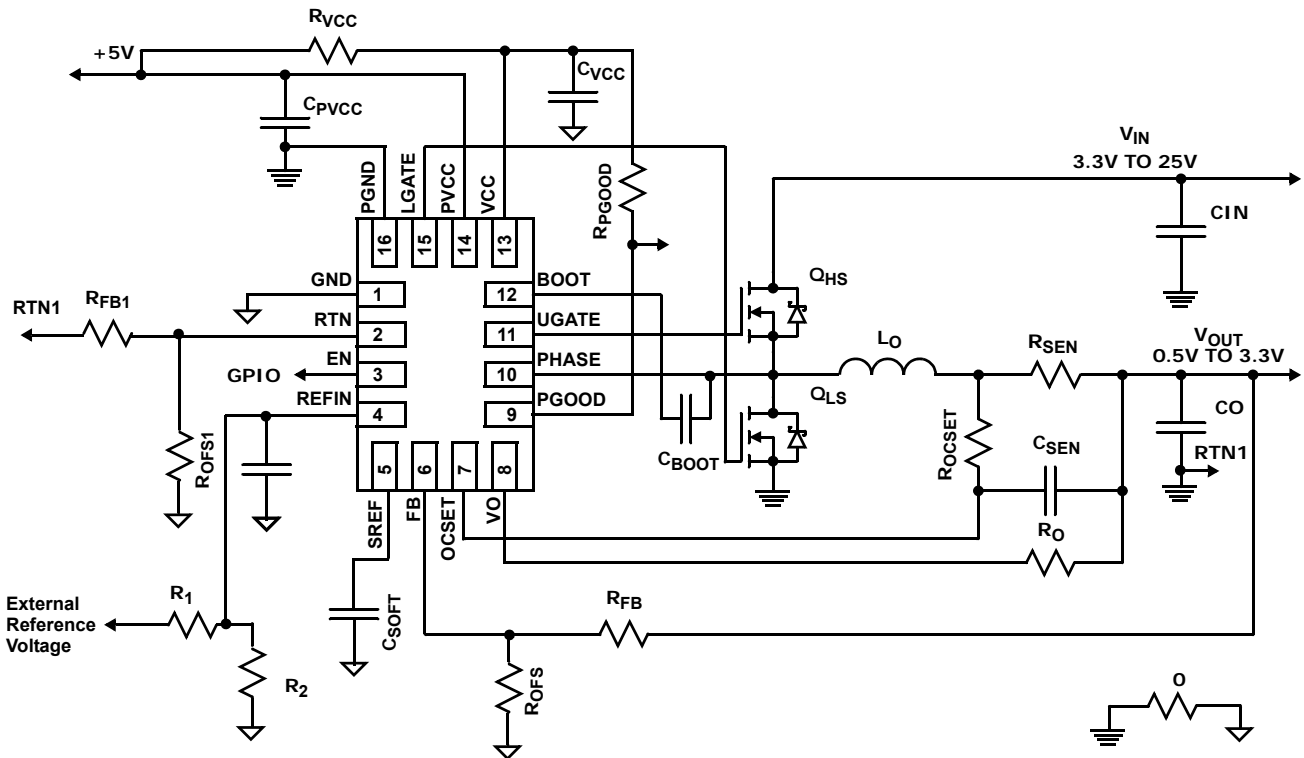 RVCC
+5V
CVCC
CPVCC
VIN
3.3V TO 25V
PGND
LGATE
PVCC
VCC
RPGOOD
CIN
16
15
14
13
GND
1
BOOT
12
QHS
RTN1
RFB1
RTN
2
UGATE
11
LO
RSEN
VOUT
0.5V TO 3.3V
EN
3
PHASE
10
GPIO
QLS
REFIN
4
PGOOD
9
CO
ROFS1
CBOOT
ROCSET
CSEN
RTN1
5
6
7
8
SREF
FB
OCSET
VO
RO
External
Reference
Voltage
R1
CSOFT
RFB
R2
ROFS
0